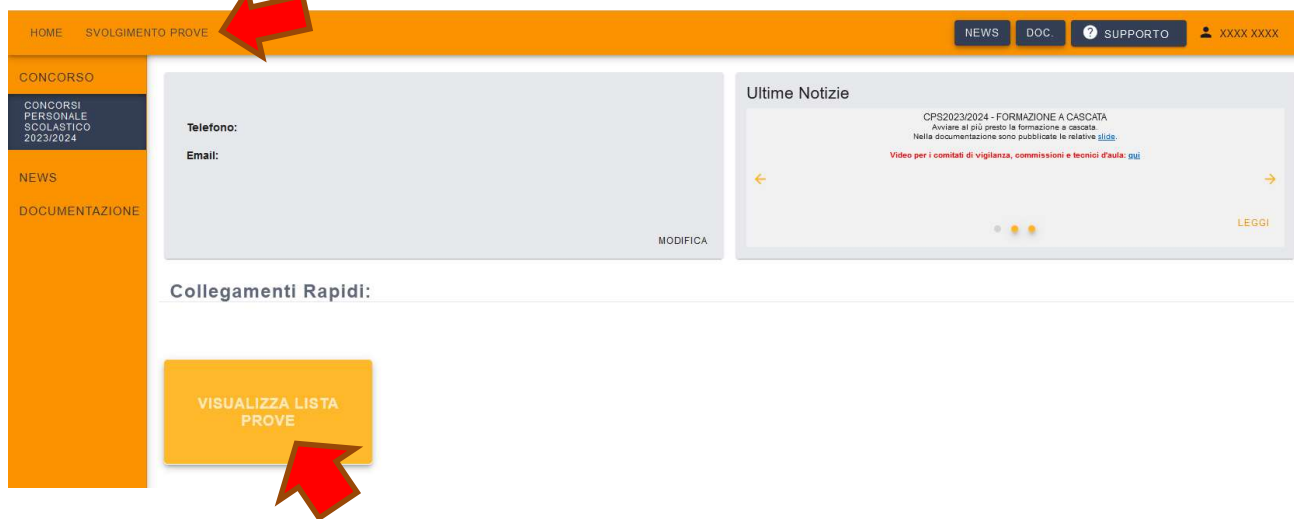 HOME SVOLGIMENTO PROVE NEWS DOC. ? SUPPORTO XXXX XXXX
CONCORSO
CONCORSI
PERSONALE
SCOLASTICO
2023/2024
NEWS
DOCUMENTAZIONE
Telefono:
Email:
MODIFICA
Ultime Notizie
CPS2023/2024 - FORMAZIONE A CASCATA
Avviare al più presto la formazione a cascata.
Nella documentazione sono pubblicate le relative slide.
Video per i comitati di vigilanza, commissioni e tecnici d'aula: qui
LEGGI
Collegamenti Rapidi:
VISUALIZZA LISTA
PROVE